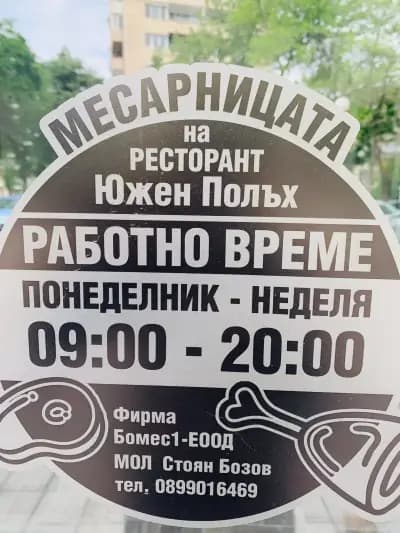 МЕСАРНИЦАТА
на
РЕСТОРАНТ
Южен Полъх
РАБОТНО ВРЕМЕ
ПОНЕДЕЛНИК - НЕДЕЛЯ
09:00 - 20:00
Фирма
Бомес1-ЕООД
МОЛ Стоян Бозов
тел. 0899016469